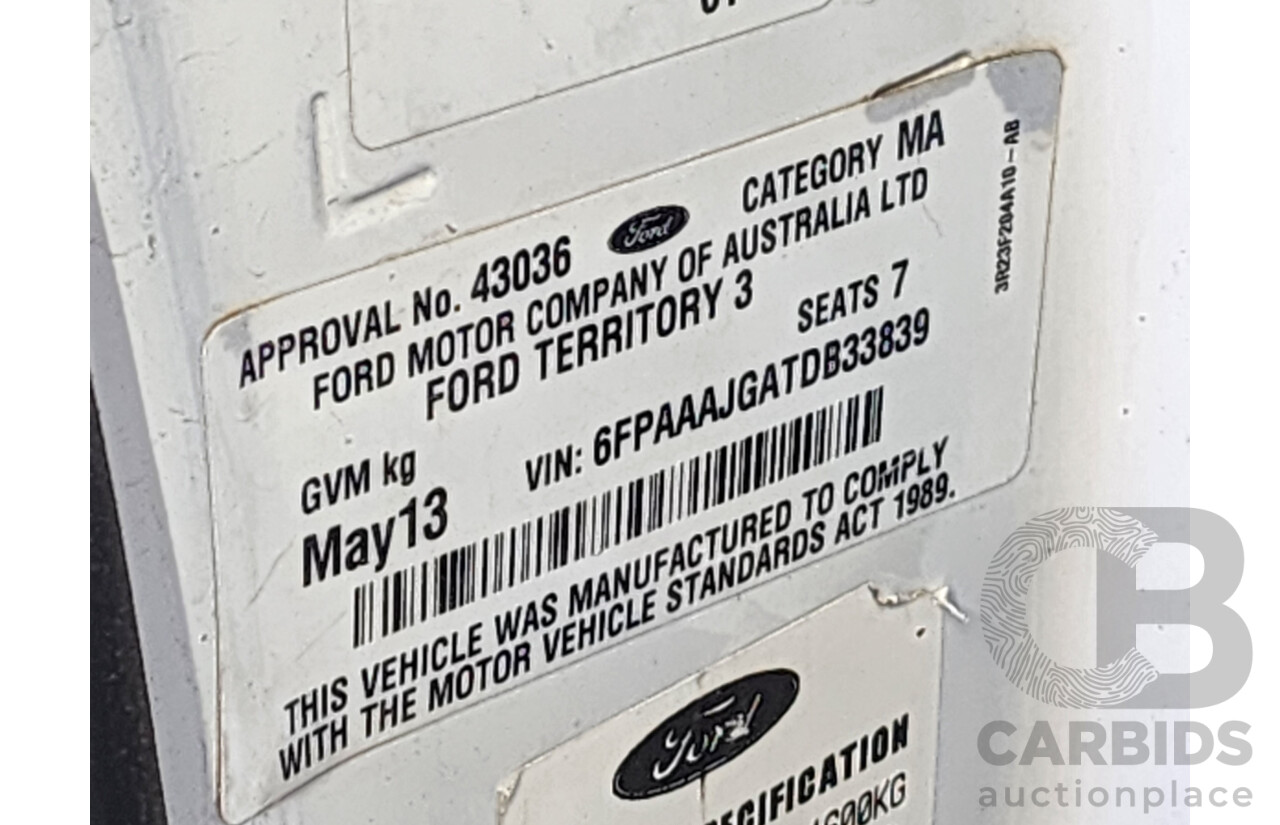 APPROVAL No. 43036 Ford CATEGORY MA
FORD MOTOR COMPANY OF AUSTRALIA LTD
FORD TERRITORY 3
SEATS 7
GVM kg VIN: 6FPAAAJGATDB33839
May13
THIS VEHICLE WAS MANUFACTURED TO COMPLY
WITH THE MOTOR VEHICLE STANDARDS ACT 1989.
3R23F204A10-AB
Ford
CB
CARBIDS
auctionplace